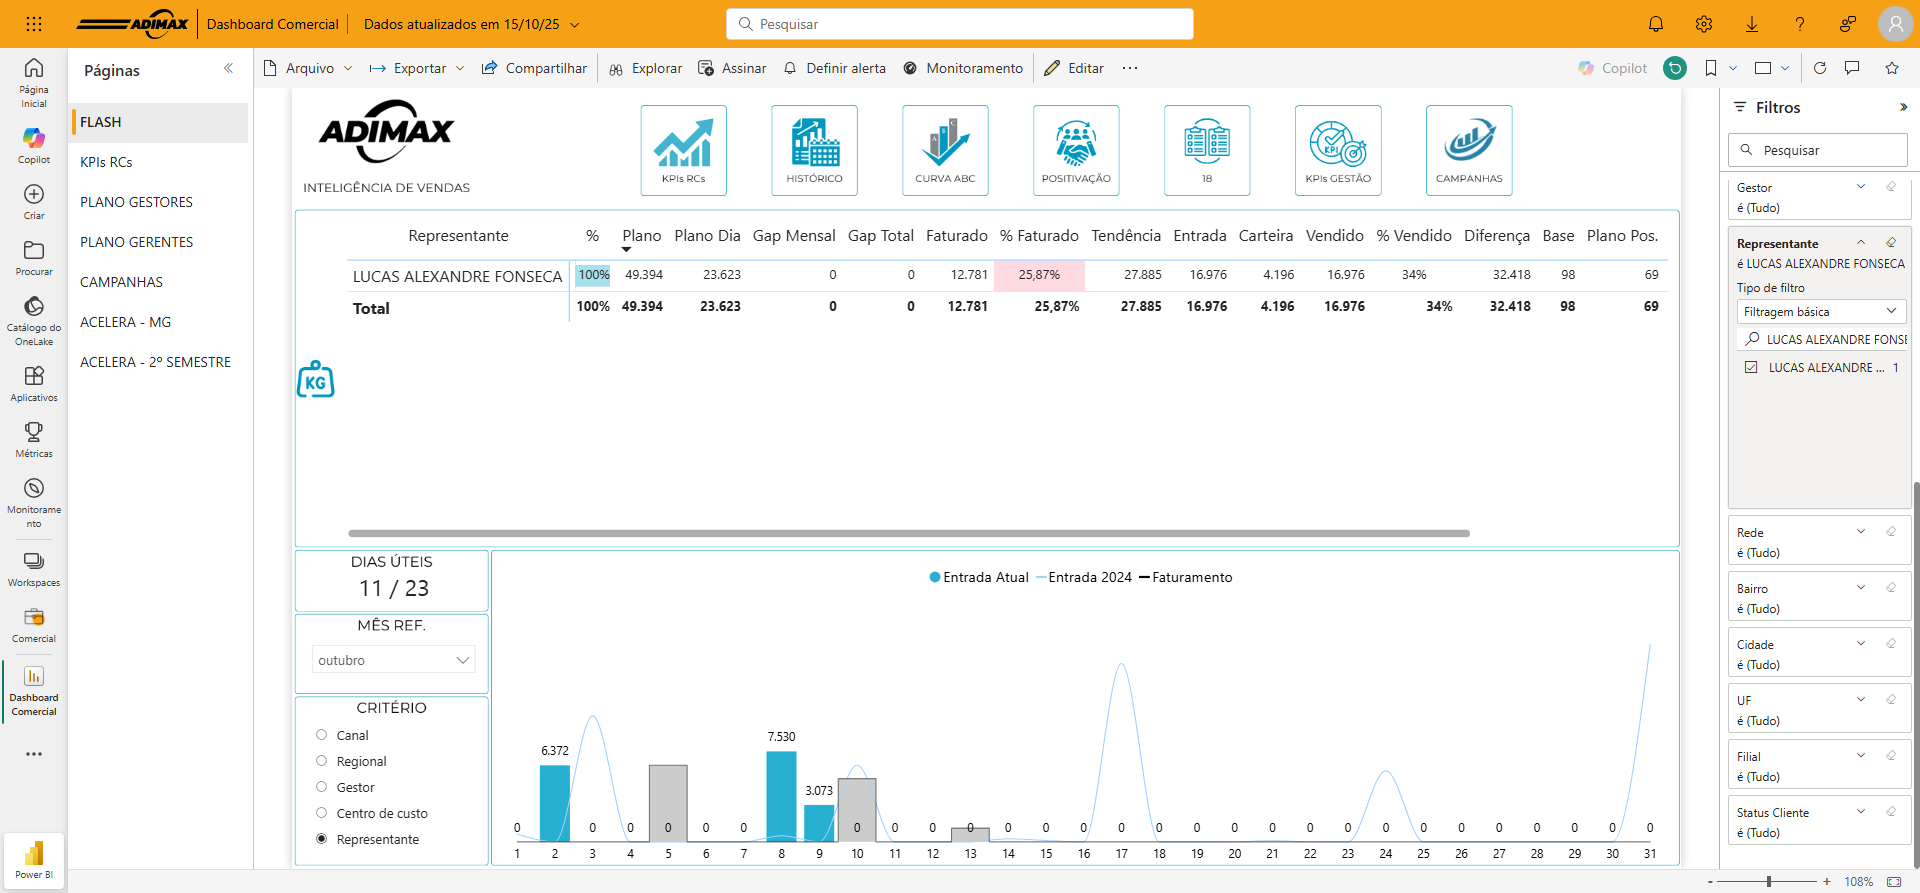 ADIMAX
Dashboard Comercial
Dados atualizados em 15/10/25
Pesquisar
Página Inicial
Copilot
Criar
Procurar
Catálogo do OneLake
Aplicativos
Métricas
Monitoramento
Workspaces
Comercial
Dashboard Comercial
Power BI
Páginas
FLASH
KPIs RCs
PLANO GESTORES
PLANO GERENTES
CAMPANHAS
ACELERA - MG
ACELERA - 2º SEMESTRE
Arquivo Exportar Compartilhar Explorar Assinar Definir alerta Monitoramento Editar Copilot
ADIMAX
INTELIGÊNCIA DE VENDAS
KPIs RCs
HISTÓRICO
A B C
CURVA ABC
POSITIVAÇÃO
18
KPI
KPIs GESTÃO
CAMPANHAS
Representante % Plano Plano Dia Gap Mensal Gap Total Faturado % Faturado Tendência Entrada Carteira Vendido % Vendido Diferença Base Plano Pos.
LUCAS ALEXANDRE FONSECA 100% 49.394 23.623 0 0 12.781 25,87% 27.885 16.976 4.196 16.976 34% 32.418 98 69
Total 100% 49.394 23.623 0 0 12.781 25,87% 27.885 16.976 4.196 16.976 34% 32.418 98 69
KG
DIAS ÚTEIS
11 / 23
MÊS REF.
outubro
CRITÉRIO
Canal
Regional
Gestor
Centro de custo
Representante
Entrada Atual Entrada 2024 Faturamento
7.530
6.372
3.073
0 0 0 0 0 0 0 0 0 0 0 0 0 0 0 0 0 0 0 0 0 0 0 0 0 0 0 0
1 2 3 4 5 6 7 8 9 10 11 12 13 14 15 16 17 18 19 20 21 22 23 24 25 26 27 28 29 30 31
Filtros
Pesquisar
Gestor
é (Tudo)
Representante
é LUCAS ALEXANDRE FONSECA
Tipo de filtro
Filtragem básica
LUCAS ALEXANDRE FONSE
LUCAS ALEXANDRE ... 1
Rede
é (Tudo)
Bairro
é (Tudo)
Cidade
é (Tudo)
UF
é (Tudo)
Filial
é (Tudo)
Status Cliente
é (Tudo)
- + 108%